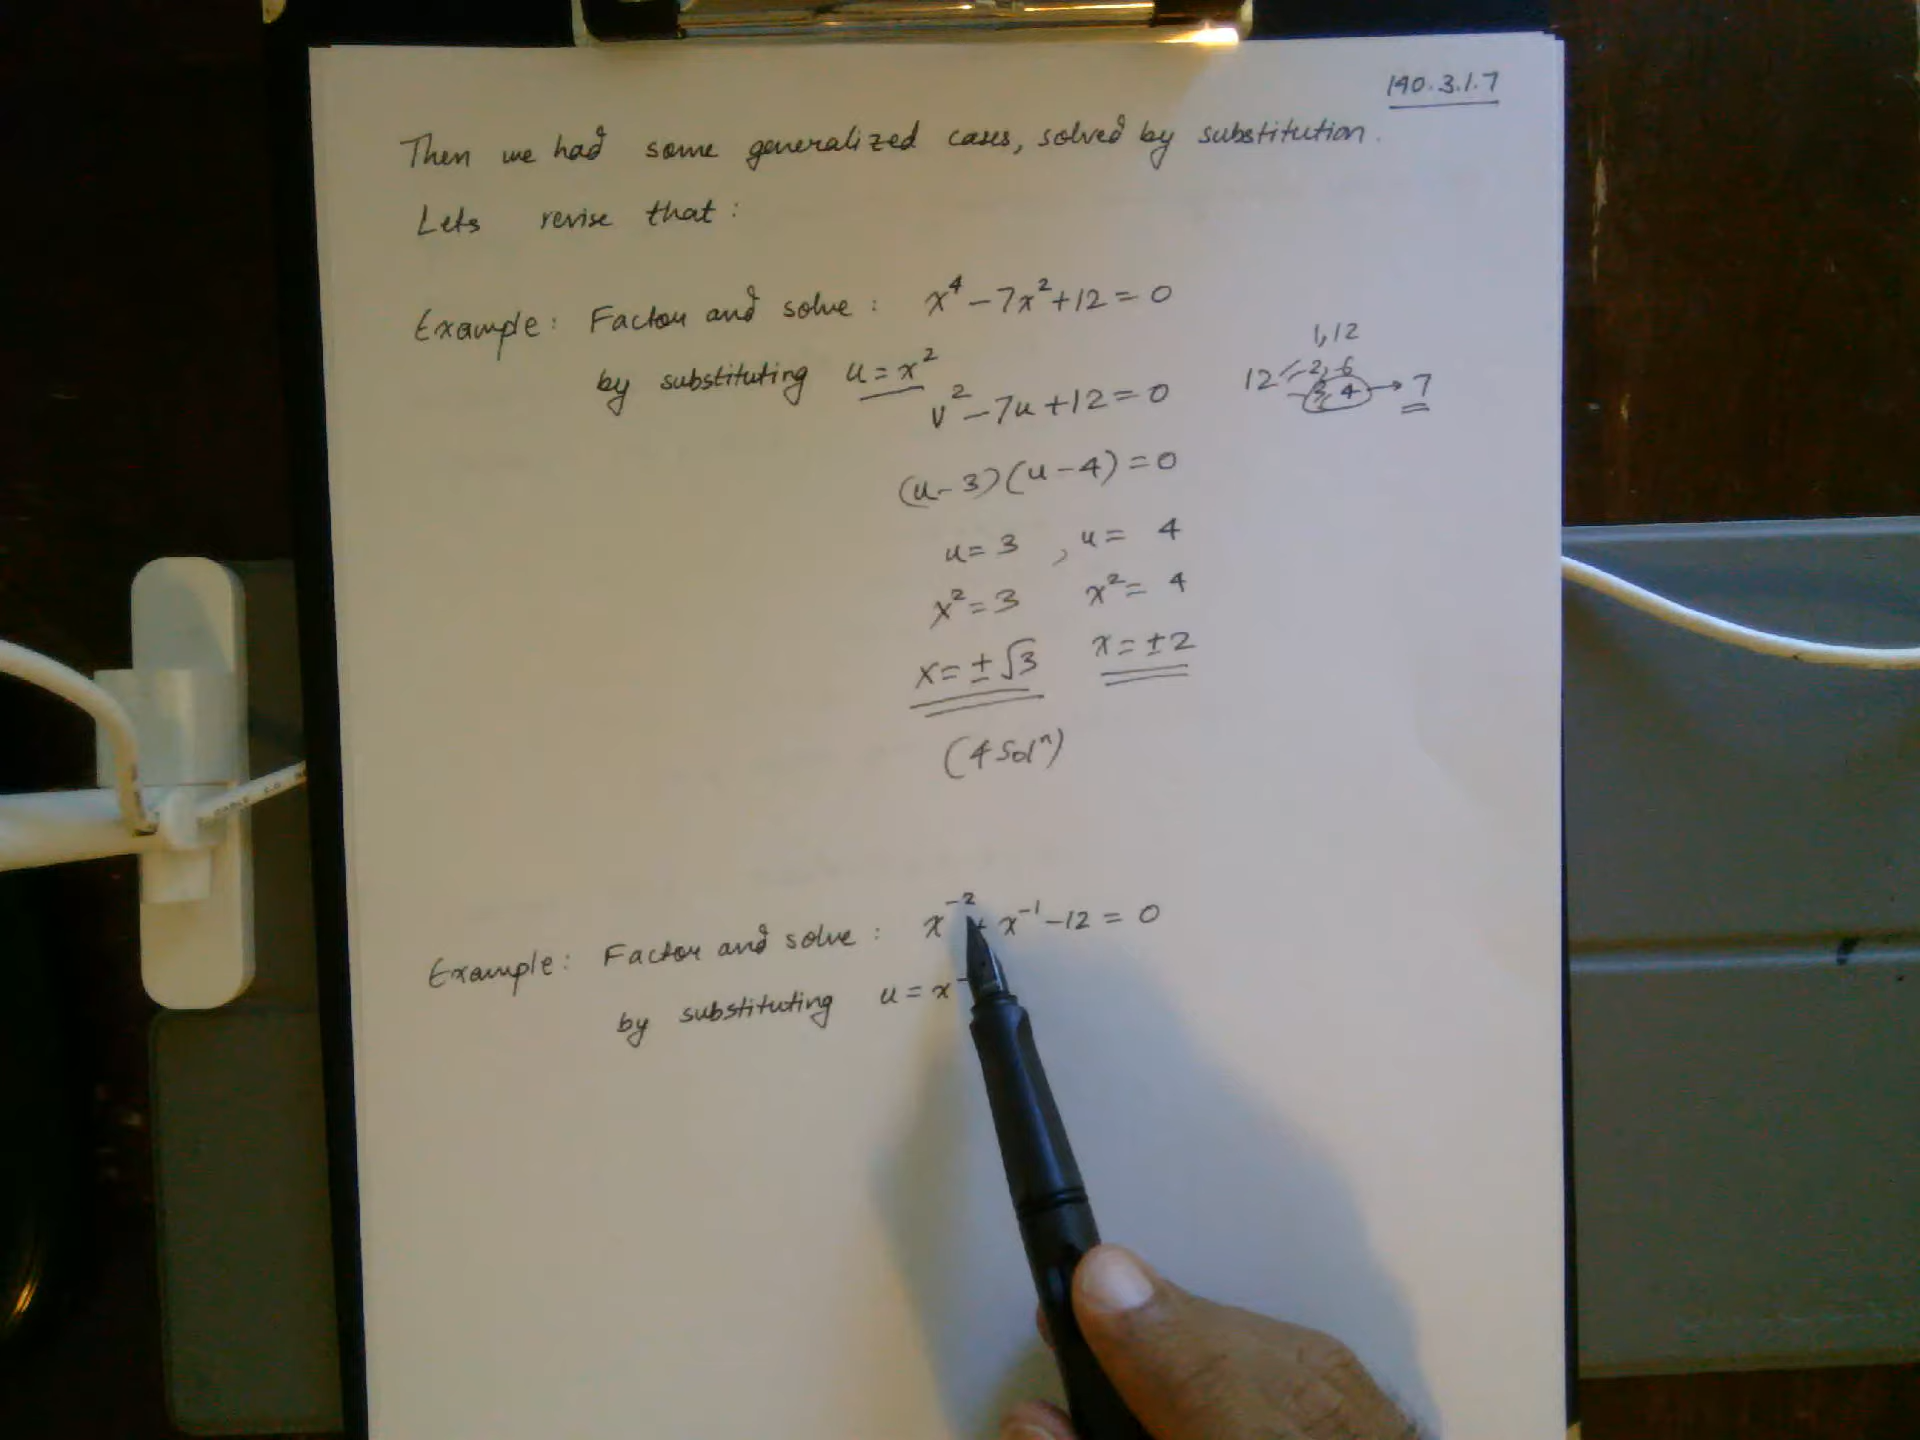 190.3.1.7
Then we had some generalized cases, solved by substitution.
Lets revise that:
Example: Factor and solve: x⁴ - 7x² + 12 = 0
by substituting u = x²
1, 12
12 2, 6
3, 4 → 7
u² - 7u + 12 = 0
(u - 3)(u - 4) = 0
u = 3 , u = 4
x² = 3 x² = 4
x = ±√3 x = ±2
(4 solⁿ)
Example: Factor and solve: x⁻² + x⁻¹ - 12 = 0
by substituting u = x⁻
CABLE